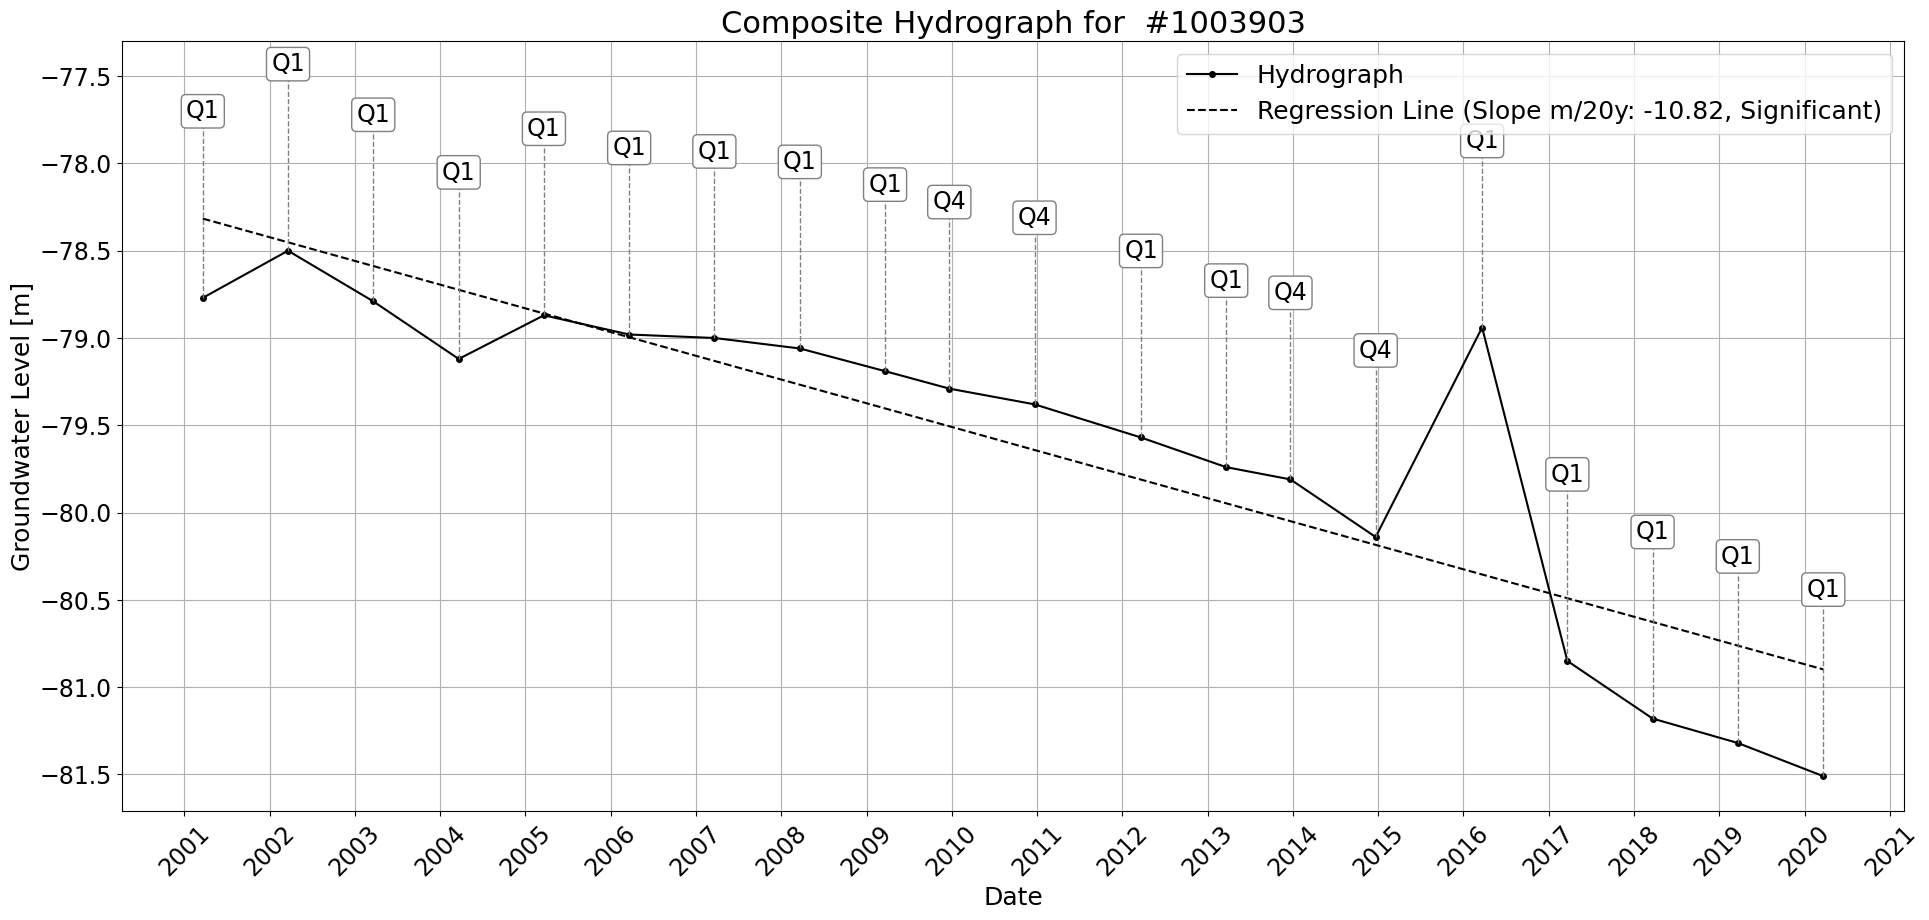 Composite Hydrograph for  #1003903
Hydrograph
Regression Line (Slope m/20y: -10.82, Significant)
Q1
Q1
Q1
Q1
Q1
Q1
Q1
Q1
Q1
Q4
Q4
Q1
Q1
Q4
Q4
Q1
Q1
Q1
Q1
Q1
Groundwater Level [m]
−77.5
−78.0
−78.5
−79.0
−79.5
−80.0
−80.5
−81.0
−81.5
2001
2002
2003
2004
2005
2006
2007
2008
2009
2010
2011
2012
2013
2014
2015
2016
2017
2018
2019
2020
2021
Date